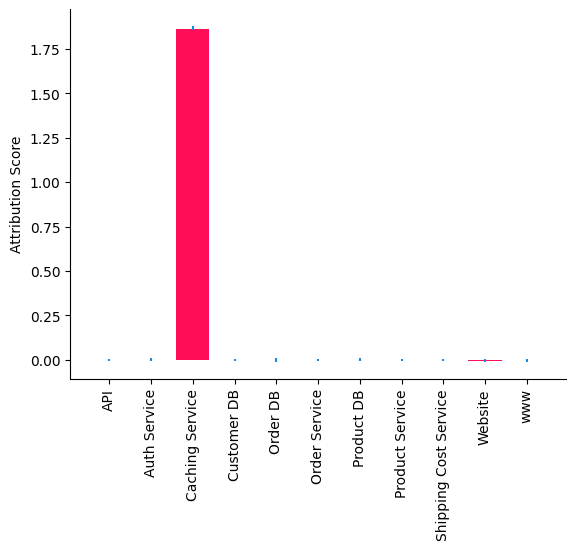 Attribution Score
1.75
1.50
1.25
1.00
0.75
0.50
0.25
0.00
API
Auth Service
Caching Service
Customer DB
Order DB
Order Service
Product DB
Product Service
Shipping Cost Service
Website
www